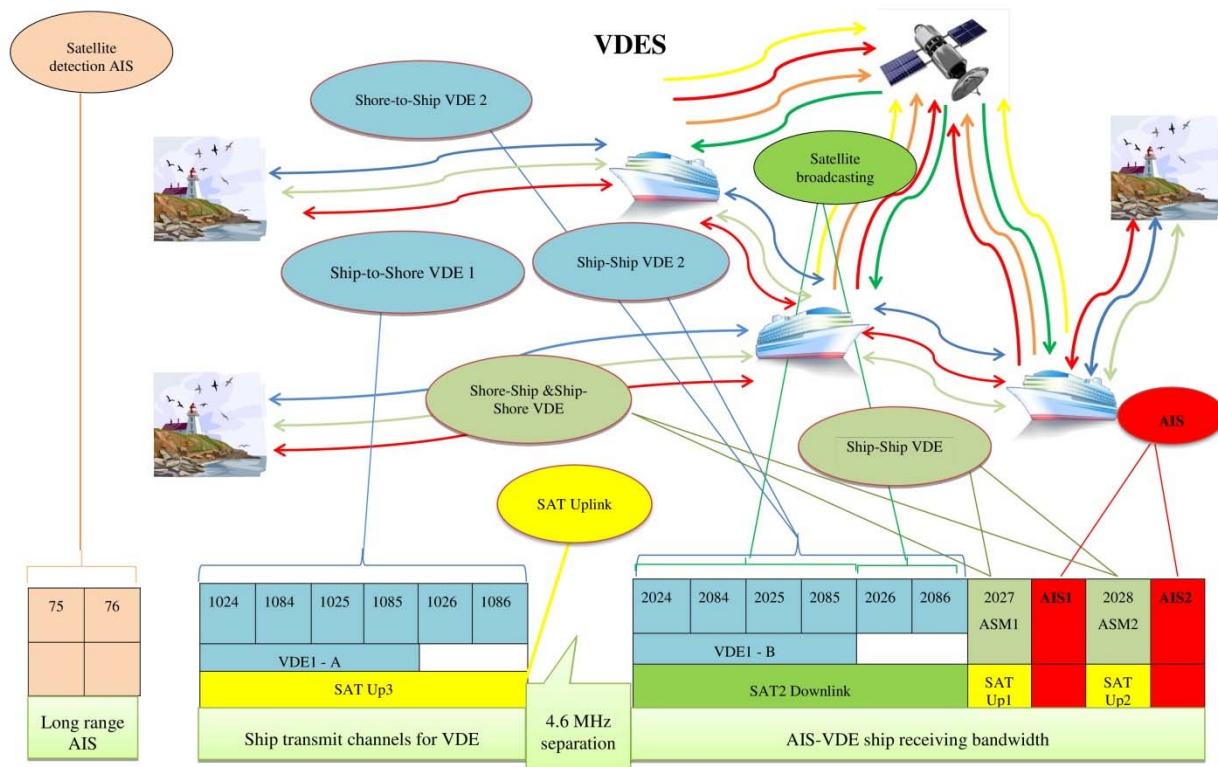 VDES
Satellite
detection AIS
Shore-to-Ship VDE 2
Satellite
broadcasting
Ship-to-Shore VDE 1
Ship-Ship VDE 2
Shore-Ship &Ship-
Shore VDE
Ship-Ship VDE
AIS
SAT Uplink
75
76
1024
1084
1025
1085
1026
1086
2024
2084
2025
2085
2026
2086
2027
ASM1
AIS1
2028
ASM2
AIS2
VDE1 - A
VDE1 - B
SAT Up3
SAT2 Downlink
SAT
Up1
SAT
Up2
Long range
AIS
Ship transmit channels for VDE
4.6 MHz
separation
AIS-VDE ship receiving bandwidth